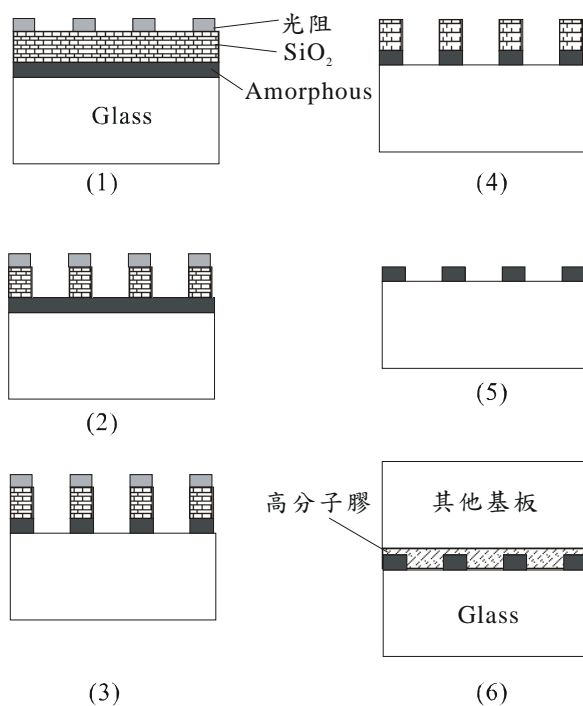 光阻
SiO₂
Amorphous
Glass
(1)
(4)
(2)
(5)
高分子膠
其他基板
Glass
(3)
(6)